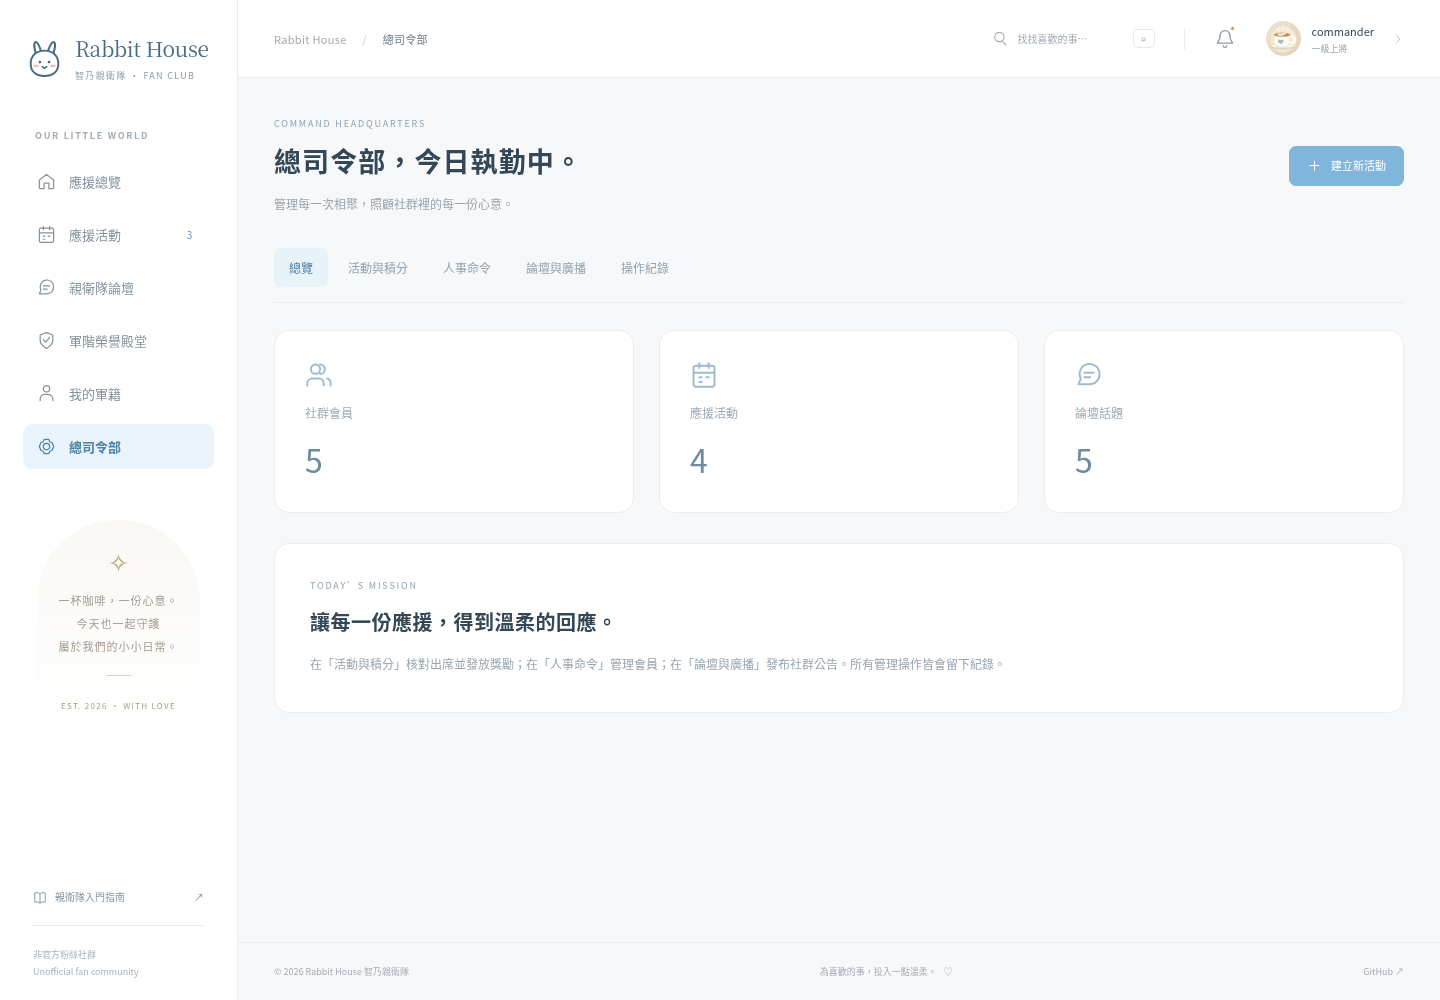 Rabbit House
智乃親衛隊 · FAN CLUB
OUR LITTLE WORLD
應援總覽
應援活動 3
親衛隊論壇
軍階榮譽殿堂
我的軍籍
總司令部
一杯咖啡，一份心意。
今天也一起守護
屬於我們的小小日常。
EST. 2026 · WITH LOVE
親衛隊入門指南 ↗
非官方粉絲社群
Unofficial fan community
Rabbit House / 總司令部
找找喜歡的事…
commander
一級上將
COMMAND HEADQUARTERS
總司令部，今日執勤中。
管理每一次相聚，照顧社群裡的每一份心意。
建立新活動
總覽 活動與積分 人事命令 論壇與廣播 操作紀錄
社群會員
5
應援活動
4
論壇話題
5
TODAY’S MISSION
讓每一份應援，得到溫柔的回應。
在「活動與積分」核對出席並發放獎勵；在「人事命令」管理會員；在「論壇與廣播」發布社群公告。所有管理操作皆會留下紀錄。
© 2026 Rabbit House 智乃親衛隊
為喜歡的事，投入一點溫柔。 ♡
GitHub ↗